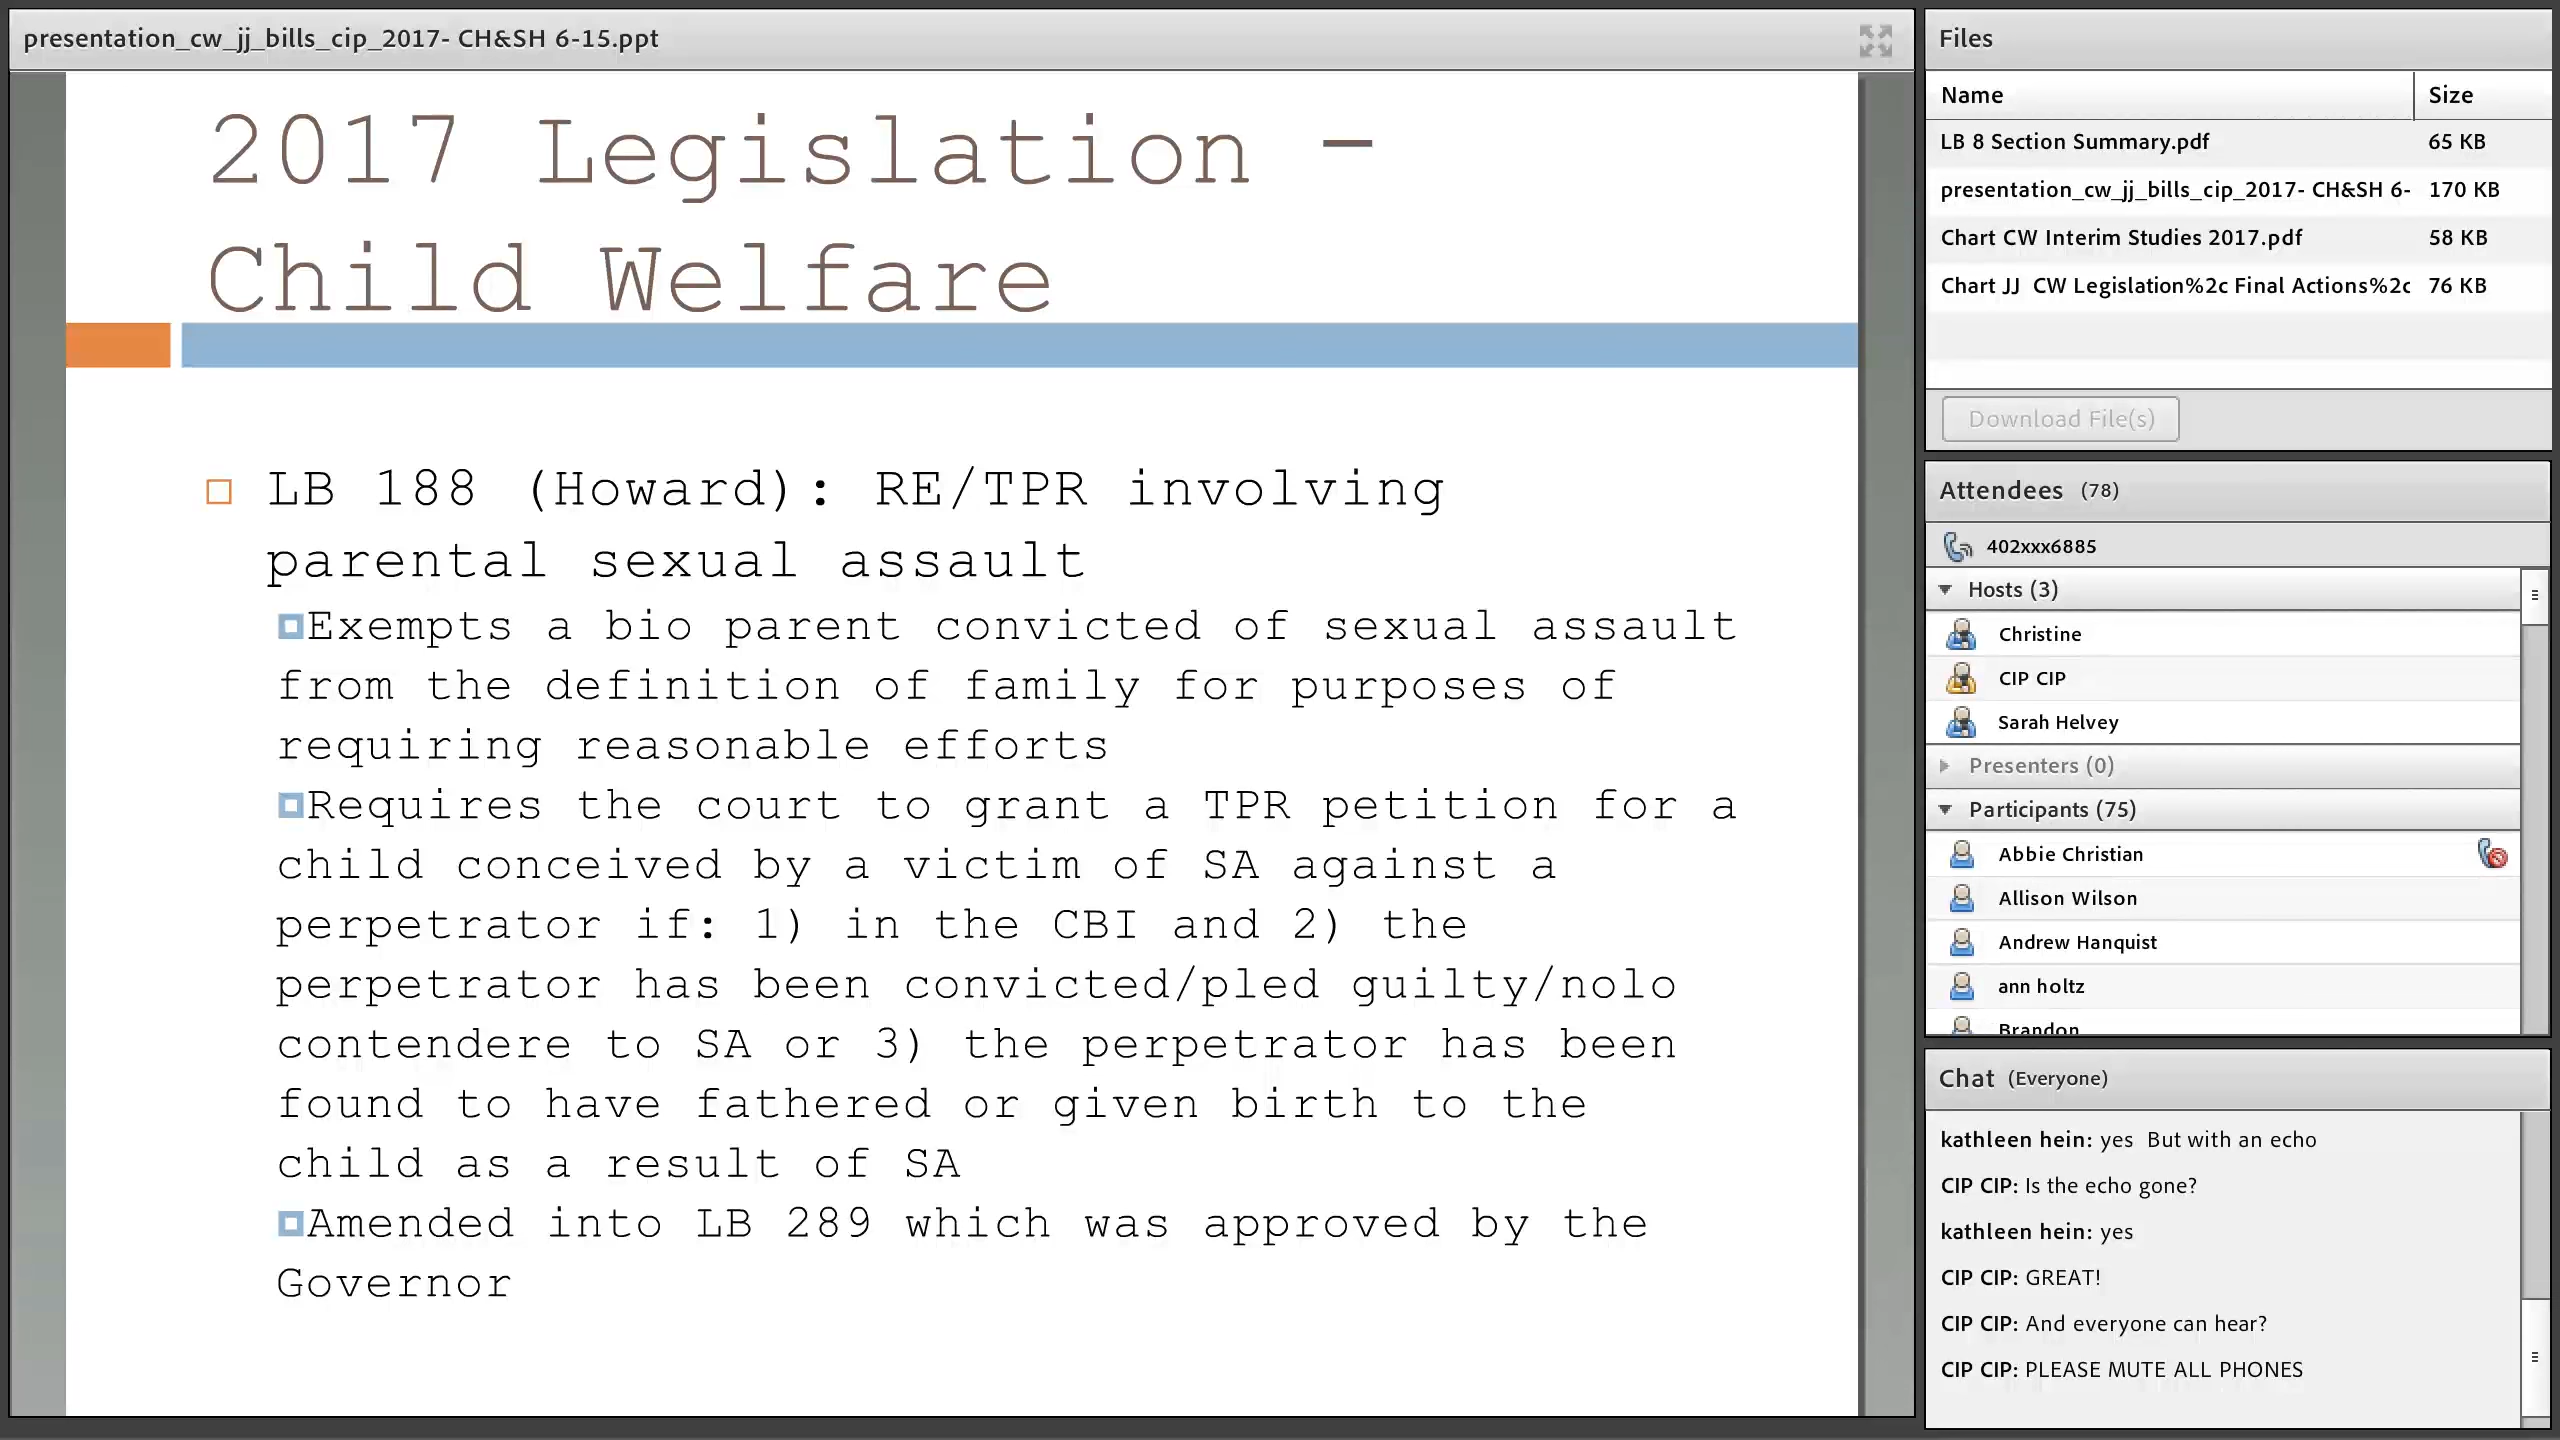 presentation_cw_jj_bills_cip_2017- CH&SH 6-15.ppt
2017 Legislation –
Child Welfare
LB 188 (Howard): RE/TPR involving
parental sexual assault
Exempts a bio parent convicted of sexual assault
from the definition of family for purposes of
requiring reasonable efforts
Requires the court to grant a TPR petition for a
child conceived by a victim of SA against a
perpetrator if: 1) in the CBI and 2) the
perpetrator has been convicted/pled guilty/nolo
contendere to SA or 3) the perpetrator has been
found to have fathered or given birth to the
child as a result of SA
Amended into LB 289 which was approved by the
Governor
Files
Name Size
LB 8 Section Summary.pdf 65 KB
presentation_cw_jj_bills_cip_2017- CH&SH 6- 170 KB
Chart CW Interim Studies 2017.pdf 58 KB
Chart JJ  CW Legislation%2c Final Actions%2c 76 KB
Download File(s)
Attendees (78)
402xxx6885
Hosts (3)
Christine
CIP CIP
Sarah Helvey
Presenters (0)
Participants (75)
Abbie Christian
Allison Wilson
Andrew Hanquist
ann holtz
Brandon
Chat (Everyone)
kathleen hein: yes  But with an echo
CIP CIP: Is the echo gone?
kathleen hein: yes
CIP CIP: GREAT!
CIP CIP: And everyone can hear?
CIP CIP: PLEASE MUTE ALL PHONES